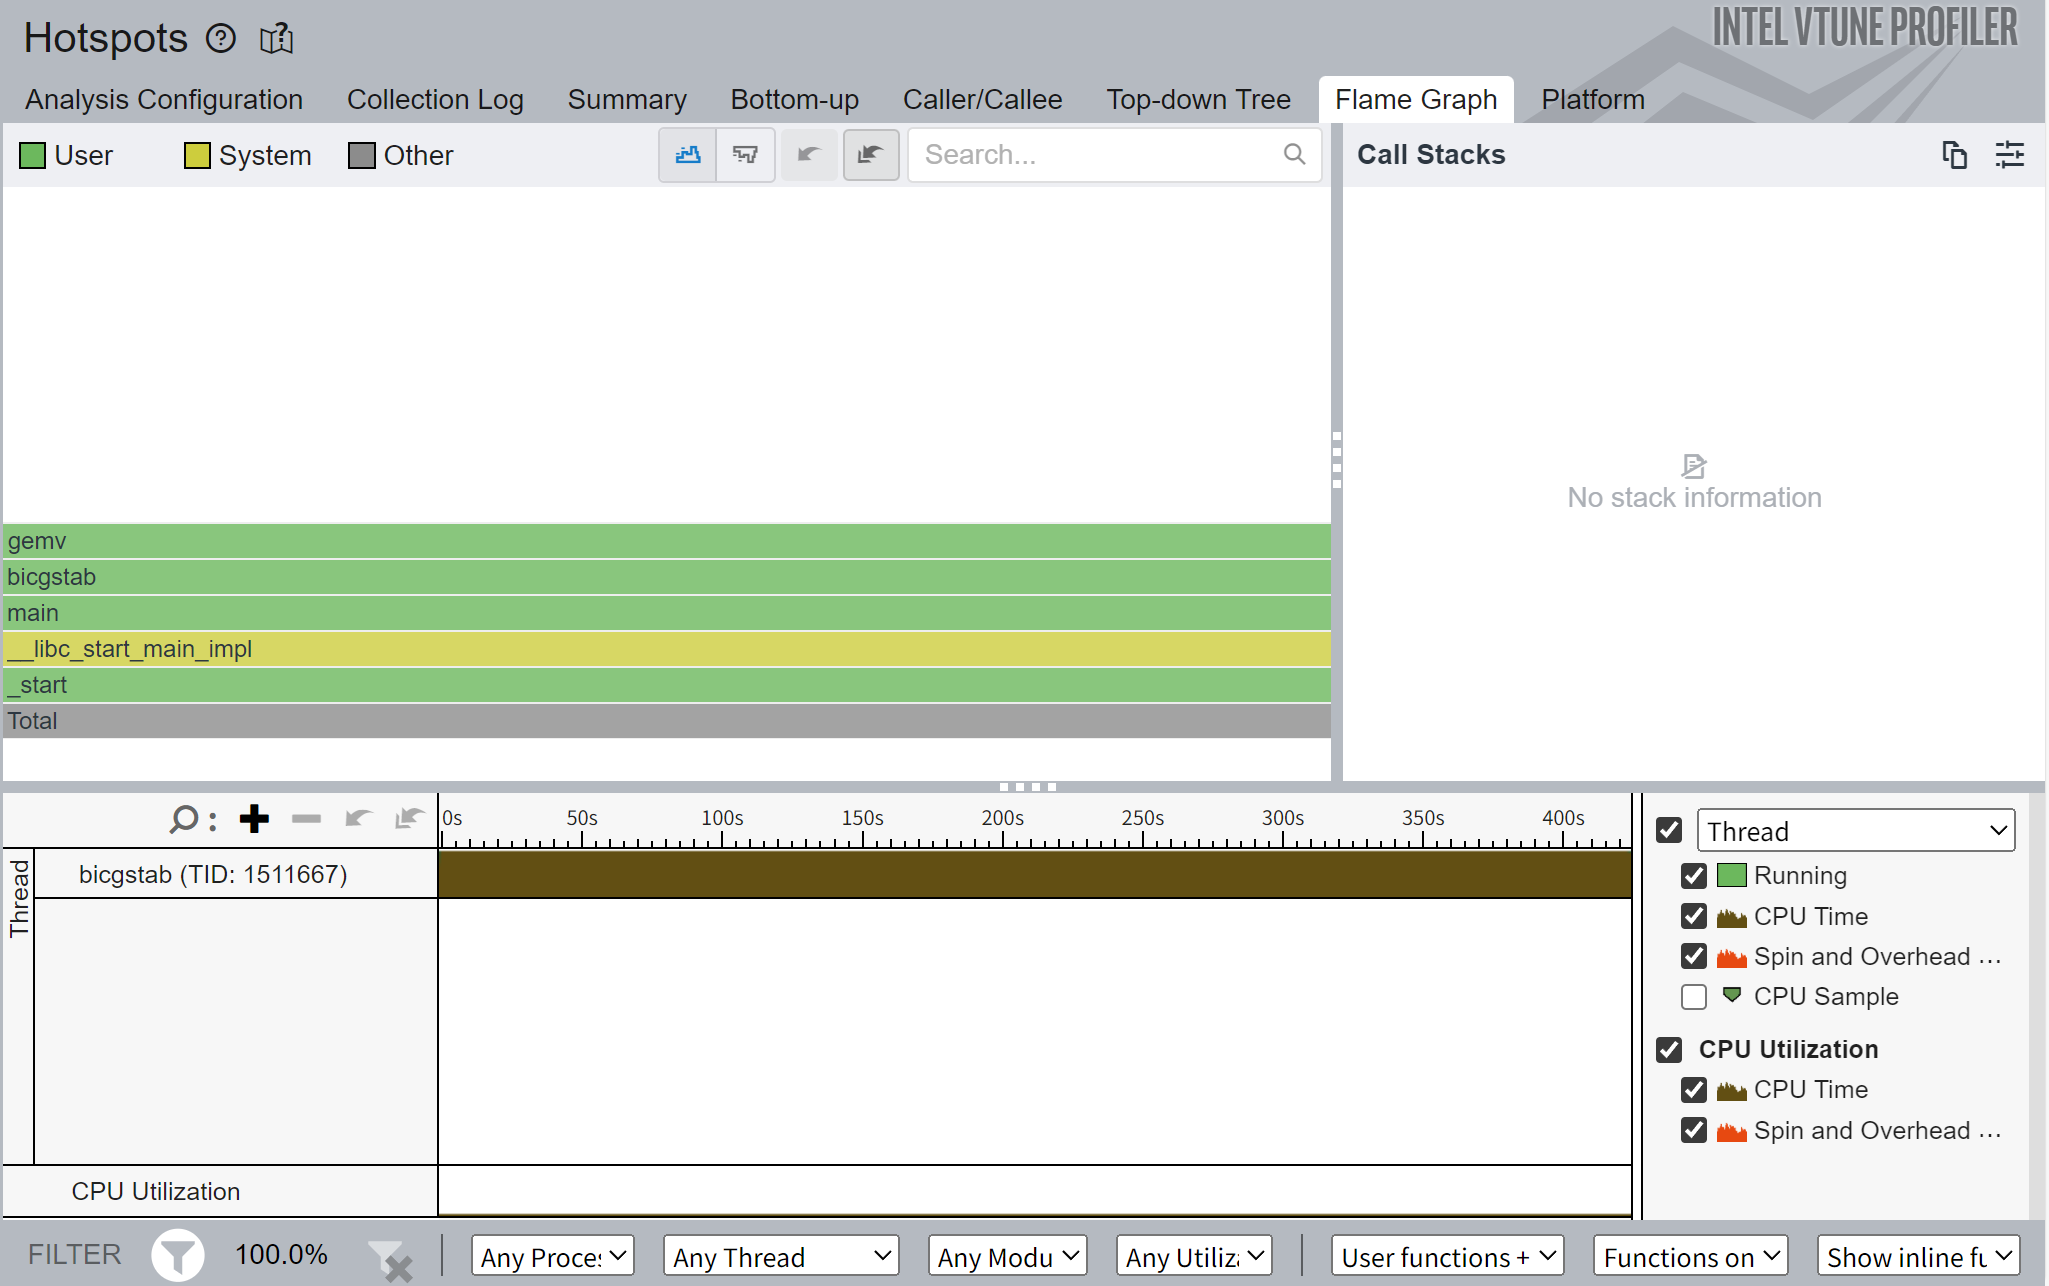 Hotspots
INTEL VTUNE PROFILER
Analysis Configuration Collection Log Summary Bottom-up Caller/Callee Top-down Tree Flame Graph Platform
User System Other Search... Call Stacks
No stack information
gemv
bicgstab
main
__libc_start_main_impl
_start
Total
0s 50s 100s 150s 200s 250s 300s 350s 400s
Thread
bicgstab (TID: 1511667)
CPU Utilization
Thread
Running
CPU Time
Spin and Overhead ...
CPU Sample
CPU Utilization
CPU Time
Spin and Overhead ...
FILTER 100.0% Any Proces Any Thread Any Modu Any Utiliz User functions + Functions on Show inline fu